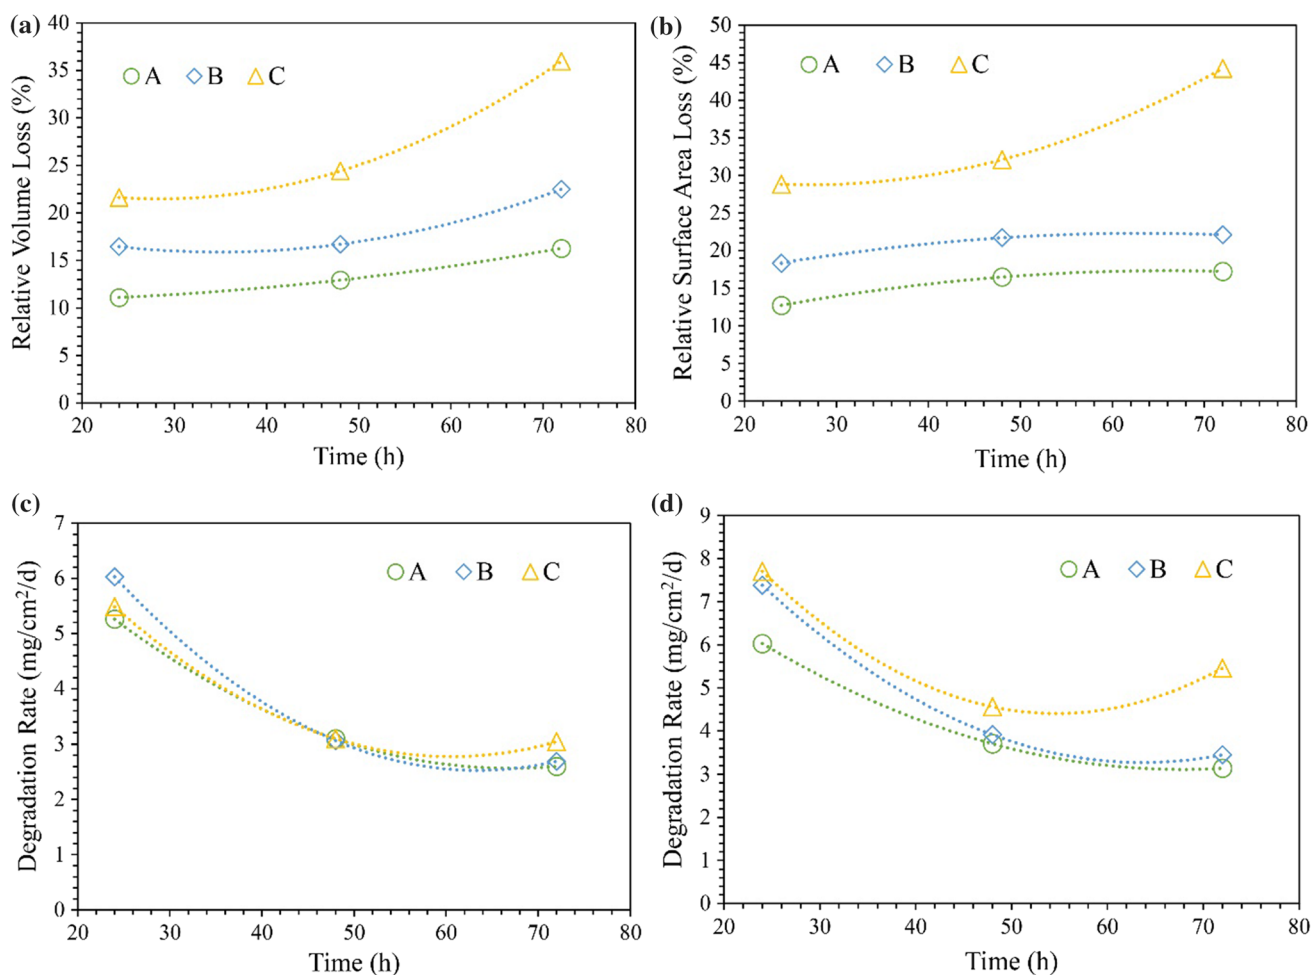 (a)
Relative Volume Loss (%)
40
35
30
25
20
15
10
5
0
A B C
20 30 40 50 60 70 80
Time (h)
(b)
Relative Surface Area Loss (%)
50
45
40
35
30
25
20
15
10
5
0
A B C
20 30 40 50 60 70 80
Time (h)
(c)
Degradation Rate (mg/cm²/d)
7
6
5
4
3
2
1
0
A B C
20 30 40 50 60 70 80
Time (h)
(d)
Degradation Rate (mg/cm²/d)
9
8
7
6
5
4
3
2
1
0
A B C
20 30 40 50 60 70 80
Time (h)